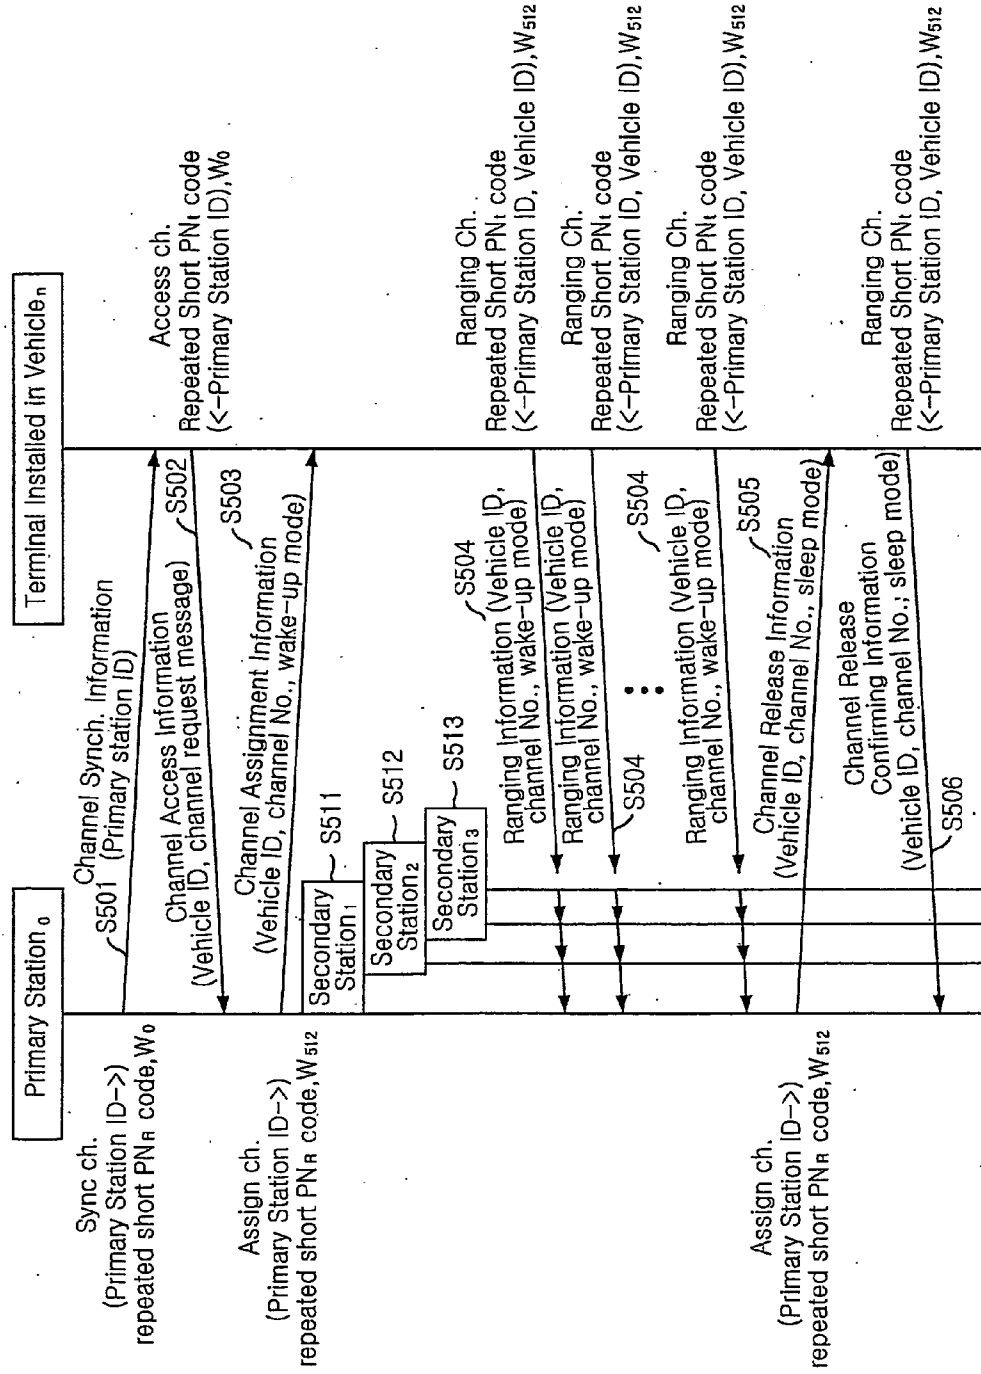 Primary Station0
Terminal Installed in Vehiclen
Sync ch.
(Primary Station ID->)
repeated short PNR code,W0
S501
Channel Synch. Information
(Primary station ID)
Access ch.
Repeated Short PNt code
(<-Primary Station ID),W0
Channel Access Information
(Vehicle ID, channel request message)
S502
Assign ch.
(Primary Station ID->)
repeated short PNR code,W512
Channel Assignment Information
(Vehicle ID, channel No., wake-up mode)
S503
Secondary
Station1
S511
Secondary
Station2
S512
Secondary
Station3
S513
Ranging Information (Vehicle ID,
channel No., wake-up mode)
S504
Ranging Ch.
Repeated Short PNt code
(<-Primary Station ID, Vehicle ID),W512
Ranging Information (Vehicle ID,
channel No., wake-up mode)
S504
Ranging Ch.
Repeated Short PNt code
(<-Primary Station ID, Vehicle ID),W512
Ranging Information (Vehicle ID,
channel No., wake-up mode)
S504
Ranging Ch.
Repeated Short PNt code
(<-Primary Station ID, Vehicle ID),W512
Assign ch.
(Primary Station ID->)
repeated short PNR code,W512
Channel Release Information
(Vehicle ID, channel No., sleep mode)
S505
Channel Release
Confirming Information
(Vehicle ID, channel No.; sleep mode)
S506
Ranging Ch.
Repeated Short PNt code
(<-Primary Station ID, Vehicle ID),W512